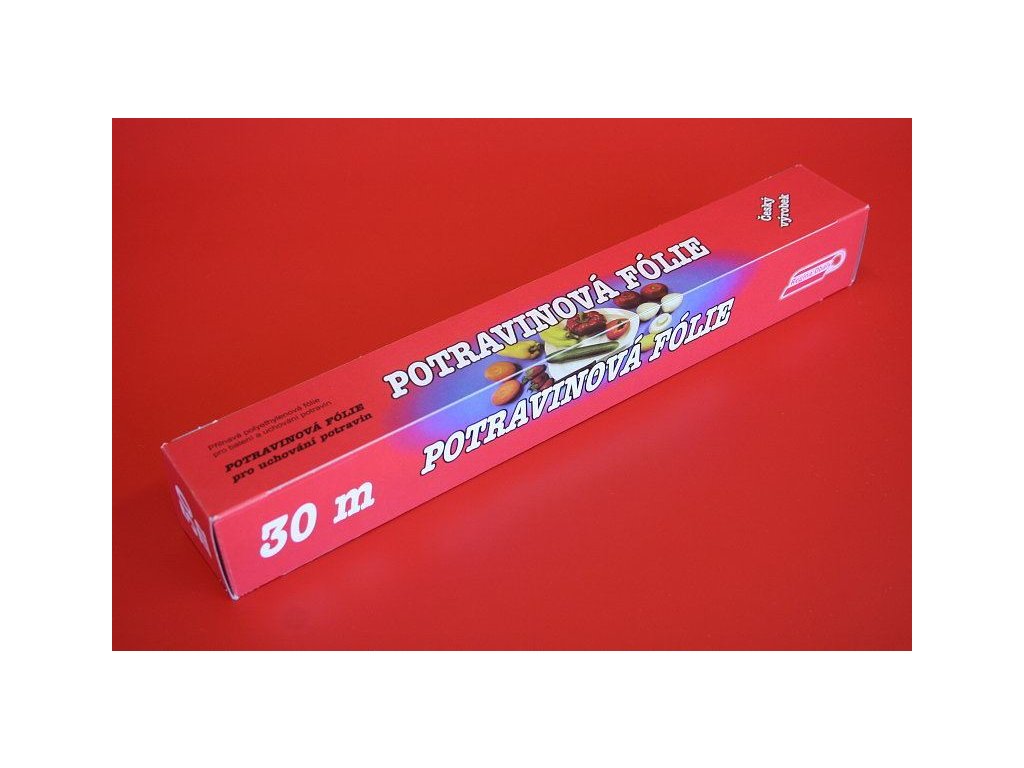 Český
výrobek
POTRAVINOVÁ FÓLIE
Přilnavá polyethylenová fólie
pro balení a uchování potravin
POTRAVINOVÁ FÓLIE
pro uchování potravin
POTRAVINOVÁ FÓLIE
30 m